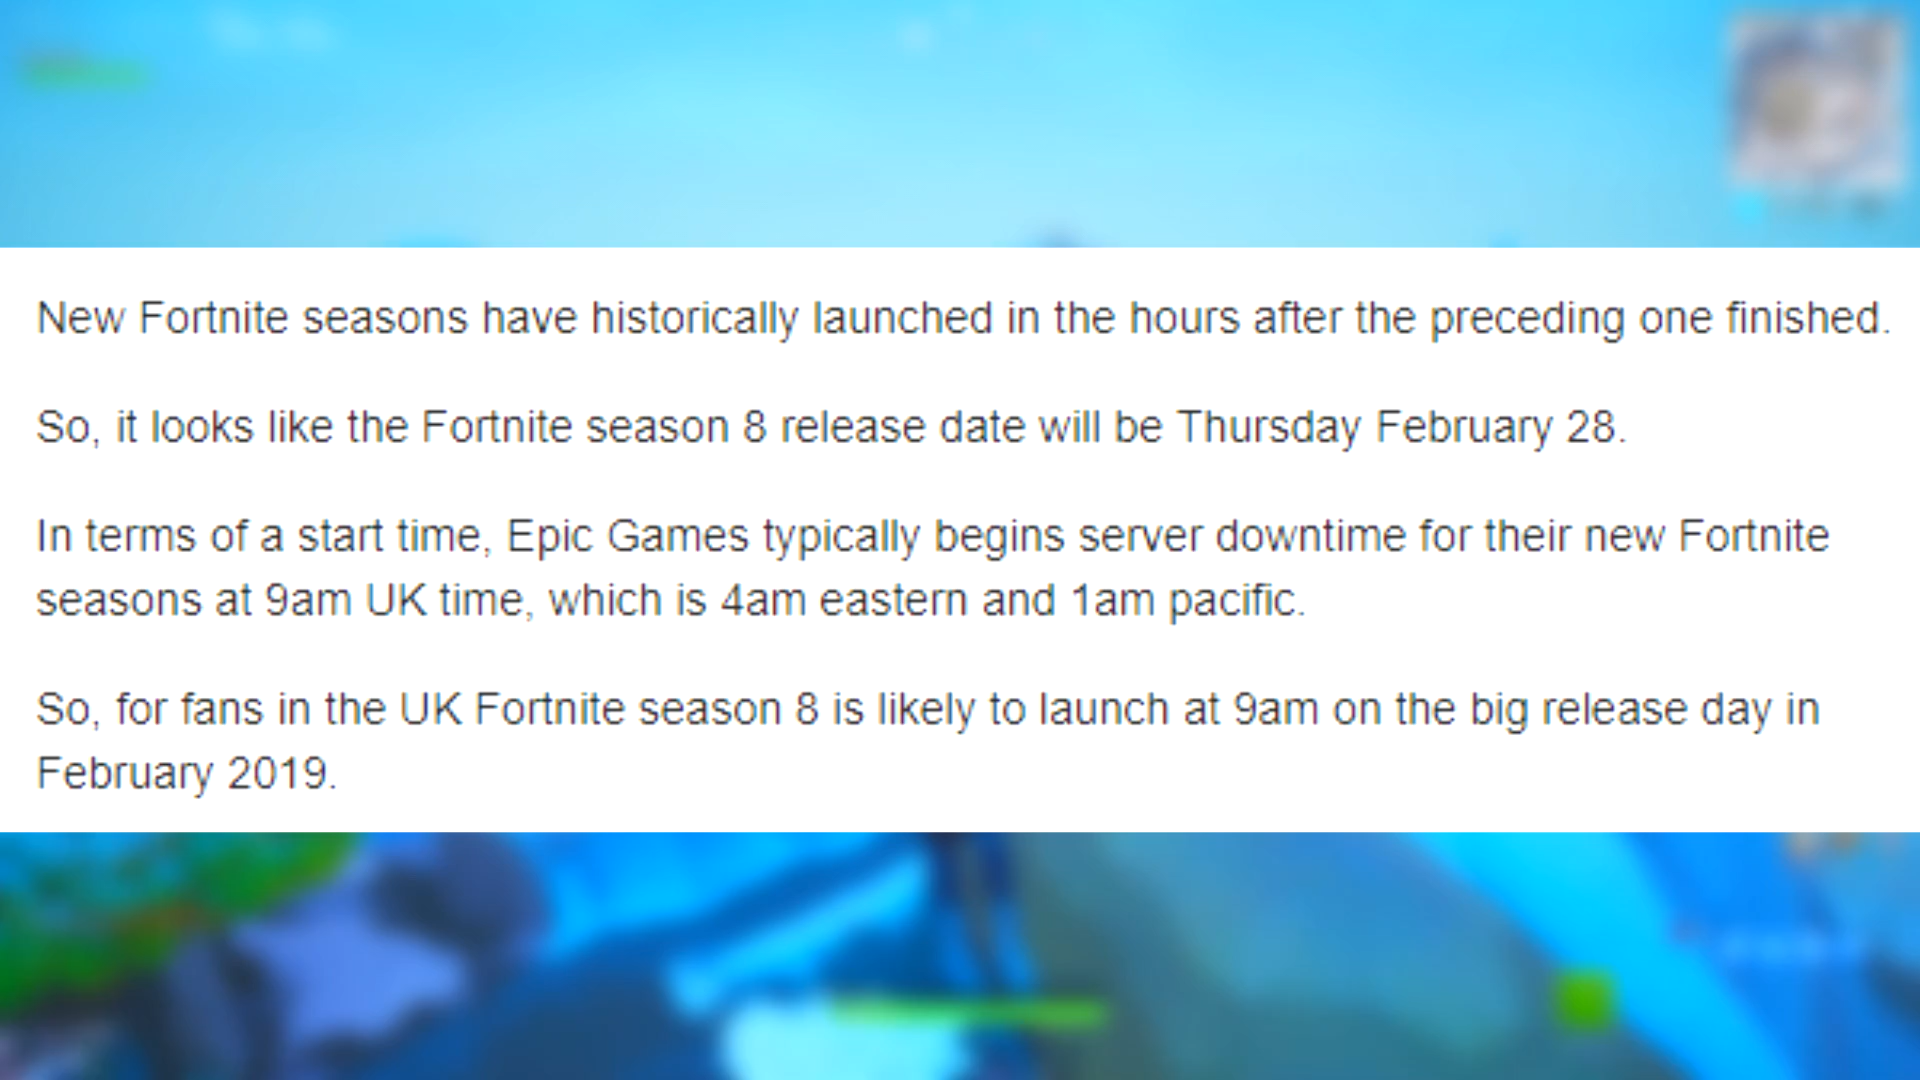 New Fortnite seasons have historically launched in the hours after the preceding one finished.
So, it looks like the Fortnite season 8 release date will be Thursday February 28.
In terms of a start time, Epic Games typically begins server downtime for their new Fortnite
seasons at 9am UK time, which is 4am eastern and 1am pacific.
So, for fans in the UK Fortnite season 8 is likely to launch at 9am on the big release day in
February 2019.